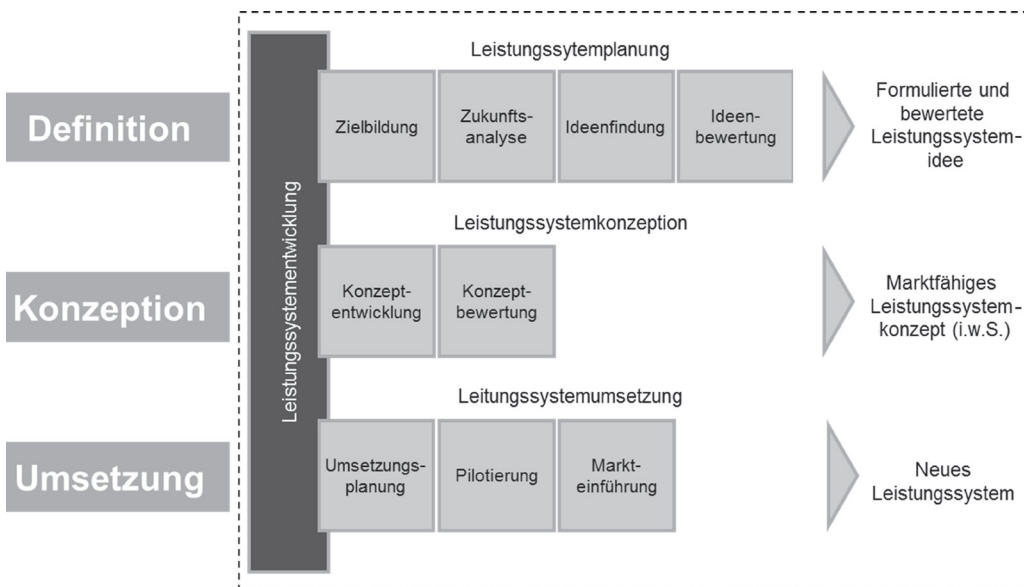 Leistungssytemplanung
Definition
Zielbildung
Zukunfts-
analyse
Ideenfindung
Ideen-
bewertung
Formulierte und
bewertete
Leistungssystem-
idee
Leistungssystementwicklung
Leistungssystemkonzeption
Konzeption
Konzept-
entwicklung
Konzept-
bewertung
Marktfähiges
Leistungssystem-
konzept (i.w.S.)
Leitungssystemumsetzung
Umsetzung
Umsetzungs-
planung
Pilotierung
Markt-
einführung
Neues
Leistungssystem